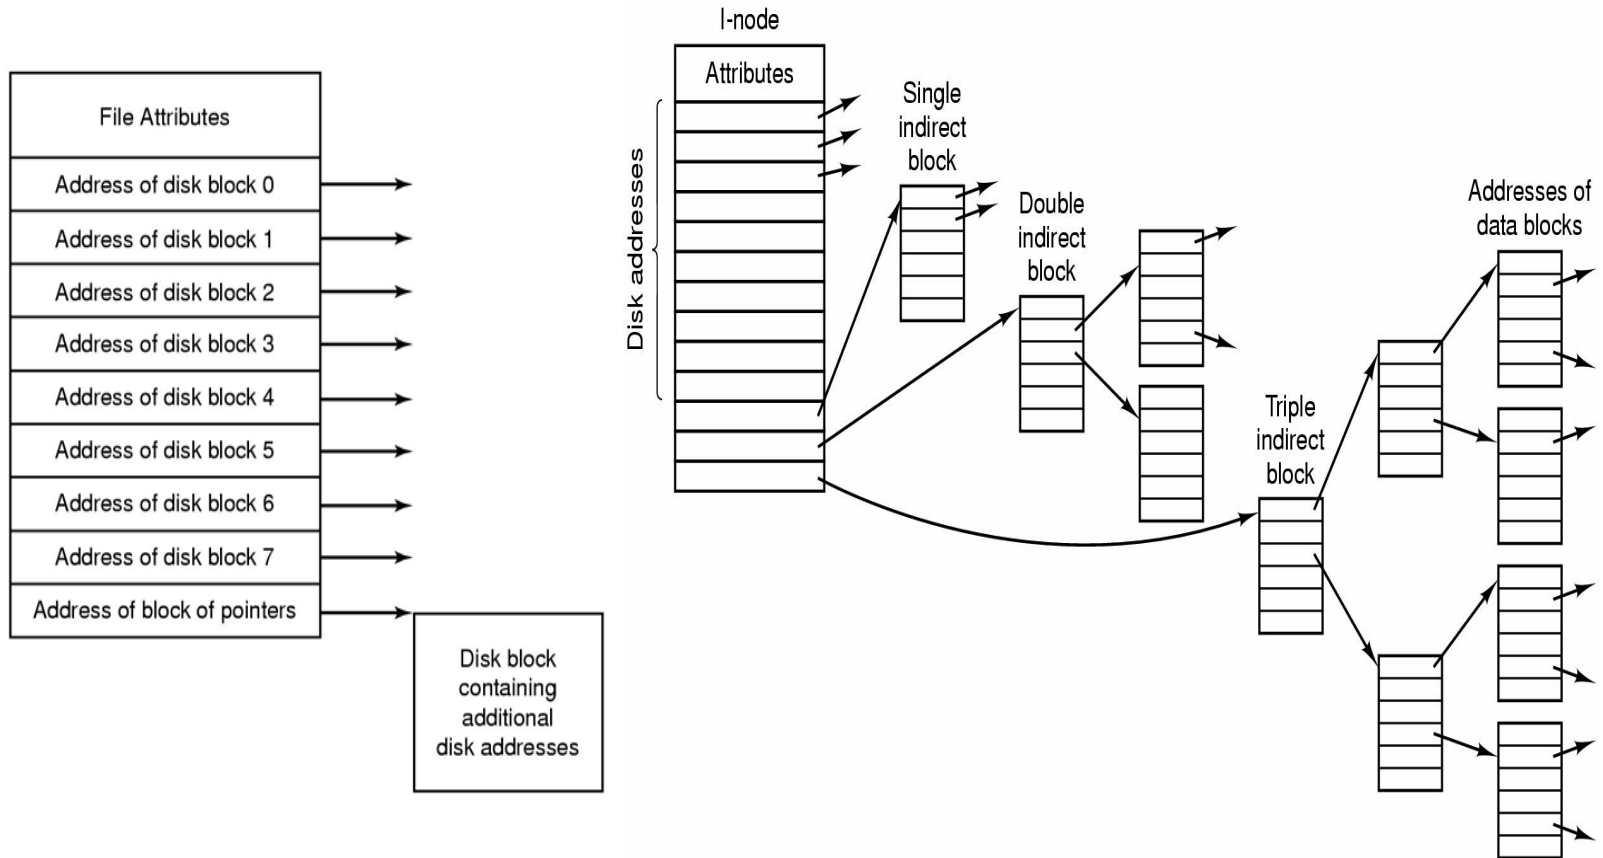 File Attributes
Address of disk block 0
Address of disk block 1
Address of disk block 2
Address of disk block 3
Address of disk block 4
Address of disk block 5
Address of disk block 6
Address of disk block 7
Address of block of pointers
Disk block
containing
additional
disk addresses
I-node
Attributes
Disk addresses
Single
indirect
block
Double
indirect
block
Triple
indirect
block
Addresses of
data blocks